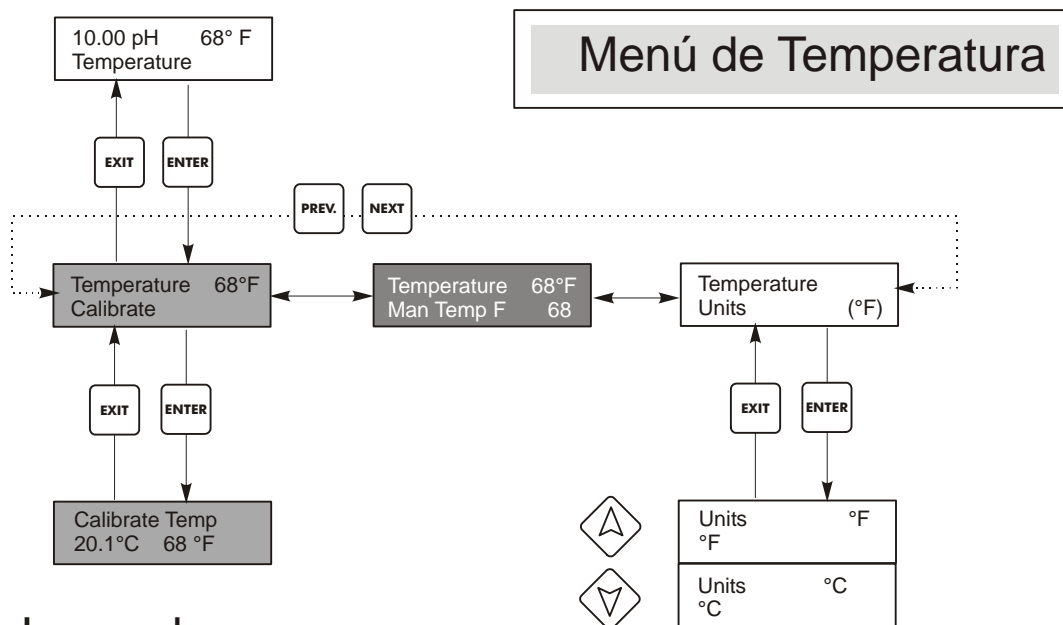 Menú de Temperatura
10.00 pH 68° F
Temperature
EXIT ENTER
PREV. NEXT
Temperature 68°F
Calibrate
Temperature 68°F
Man Temp F 68
Temperature
Units (°F)
EXIT ENTER
EXIT ENTER
Calibrate Temp
20.1°C 68 °F
Units °F
°F
Units °C
°C